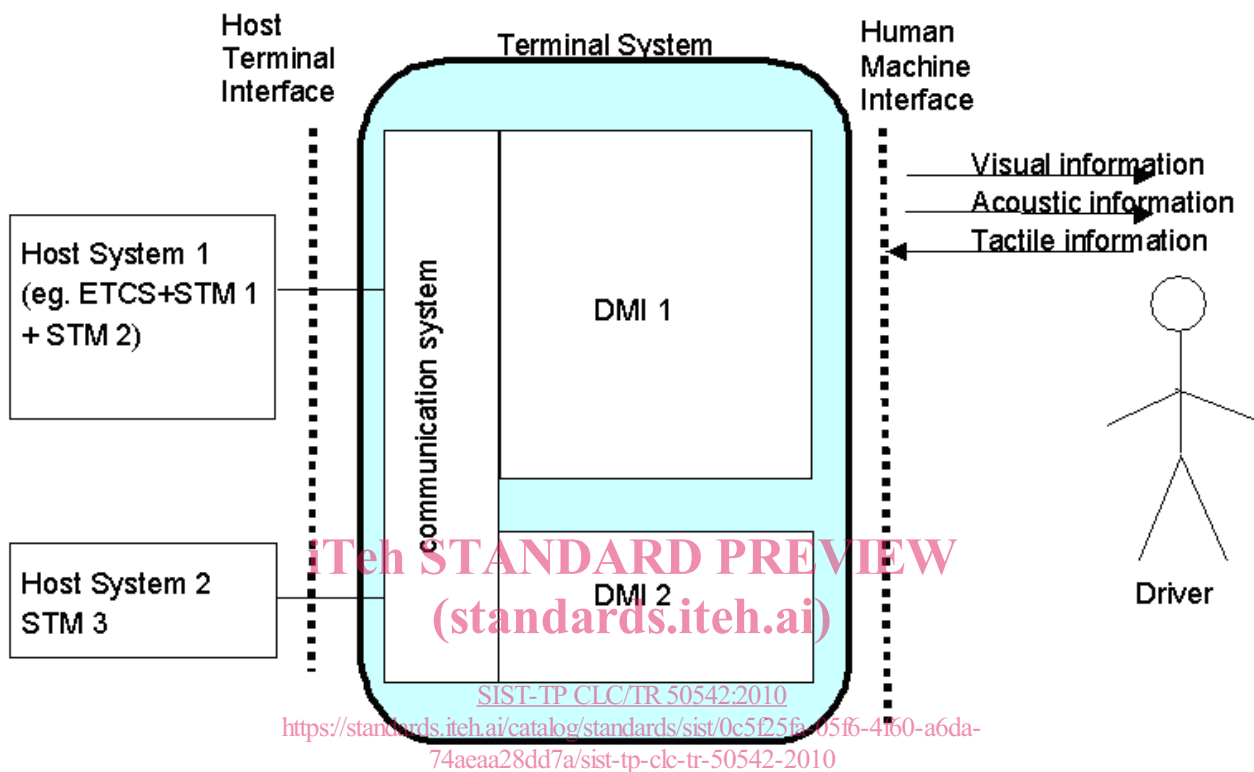 Host
Terminal
Interface
Terminal System
Human
Machine
Interface
Visual information
Acoustic information
Tactile information
Host System 1
(eg. ETCS+STM 1
+ STM 2)
communication system
DMI 1
Host System 2
STM 3
DMI 2
Driver
iTeh STANDARD PREVIEW
(standards.iteh.ai)
SIST-TP CLC/TR 50542:2010
https://standards.iteh.ai/catalog/standards/sist/0c5f25fa-05f6-4f60-a6da-
74aeaa28dd7a/sist-tp-clc-tr-50542-2010